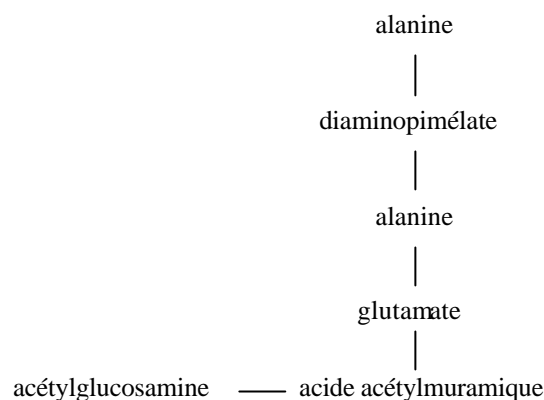 alanine
diaminopimélate
alanine
glutamate
acétylglucosamine — acide acétylmuramique